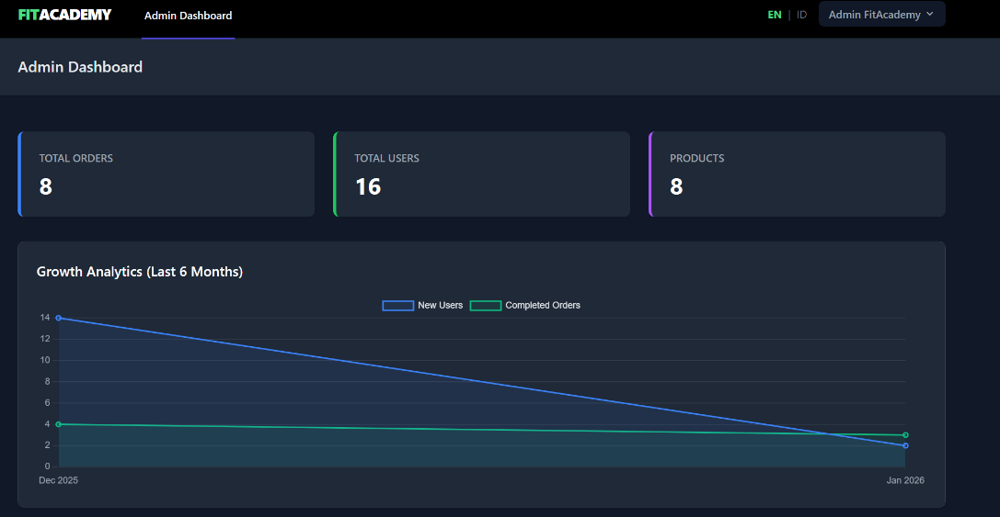 FITACADEMY Admin Dashboard EN | ID Admin FitAcademy
Admin Dashboard
TOTAL ORDERS TOTAL USERS PRODUCTS
8 16 8
Growth Analytics (Last 6 Months)
New Users Completed Orders
14
12
10
8
6
4
2
0
Dec 2025 Jan 2026